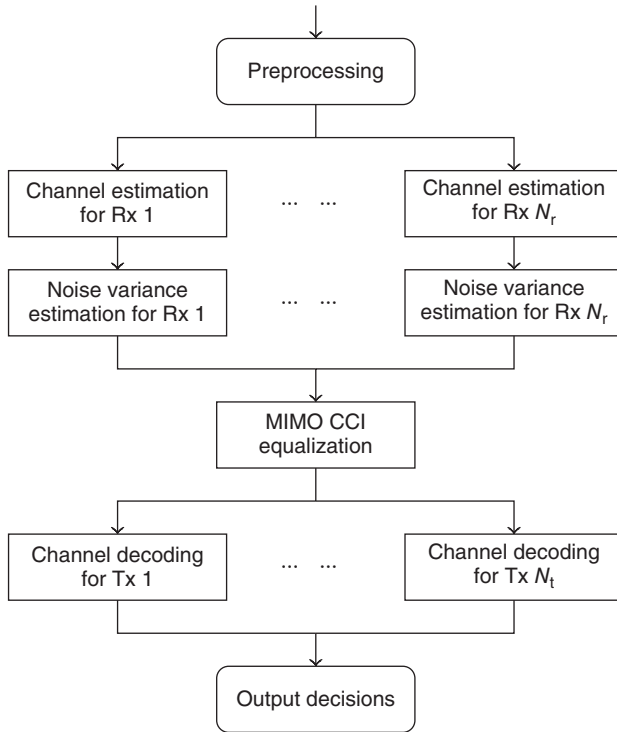 Preprocessing
Channel estimation
for Rx 1
... ...
Channel estimation
for Rx Nr
Noise variance
estimation for Rx 1
... ...
Noise variance
estimation for Rx Nr
MIMO CCI
equalization
Channel decoding
for Tx 1
... ...
Channel decoding
for Tx Nt
Output decisions